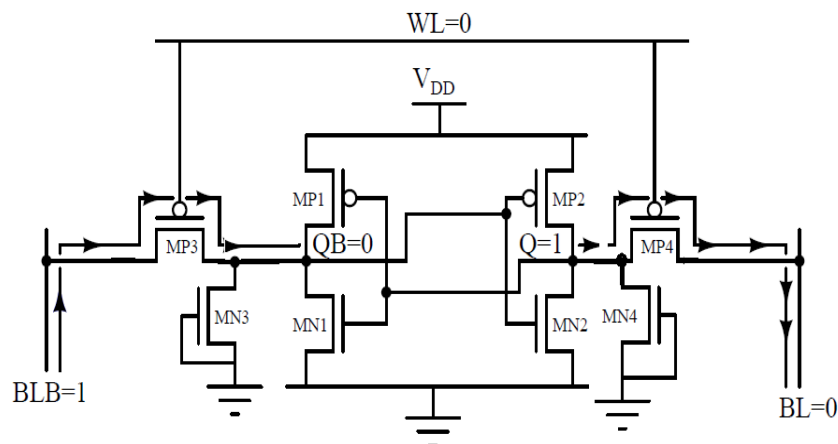 WL=0
VDD
MP1
MP2
MP3
QB=0
Q=1
MP4
MN3
MN1
MN2
MN4
BLB=1
BL=0